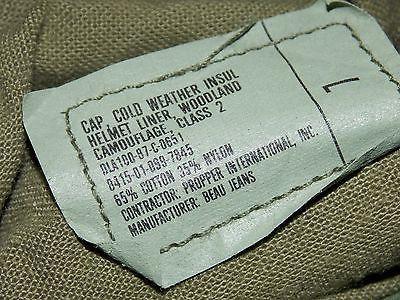 CAP, COLD WEATHER INSUL
HELMET LINER, WOODLAND
CAMOUFLAGE, CLASS 2
DLA100-87-C-0651
8415-01-099-7845
65% COTTON 35% NYLON
CONTRACTOR: PROPPER INTERNATIONAL, INC.
MANUFACTURER: BEAU JEANS
7